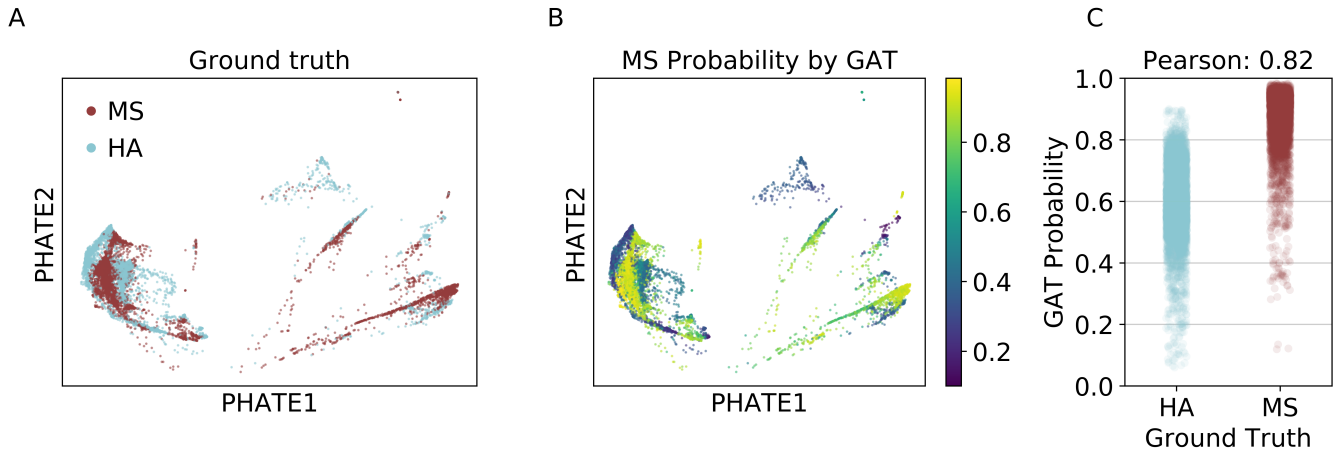 A
Ground truth
MS
HA
PHATE2
PHATE1
B
MS Probability by GAT
PHATE2
PHATE1
0.8
0.6
0.4
0.2
C
Pearson: 0.82
GAT Probability
1.0
0.8
0.6
0.4
0.2
0.0
HA
MS
Ground Truth